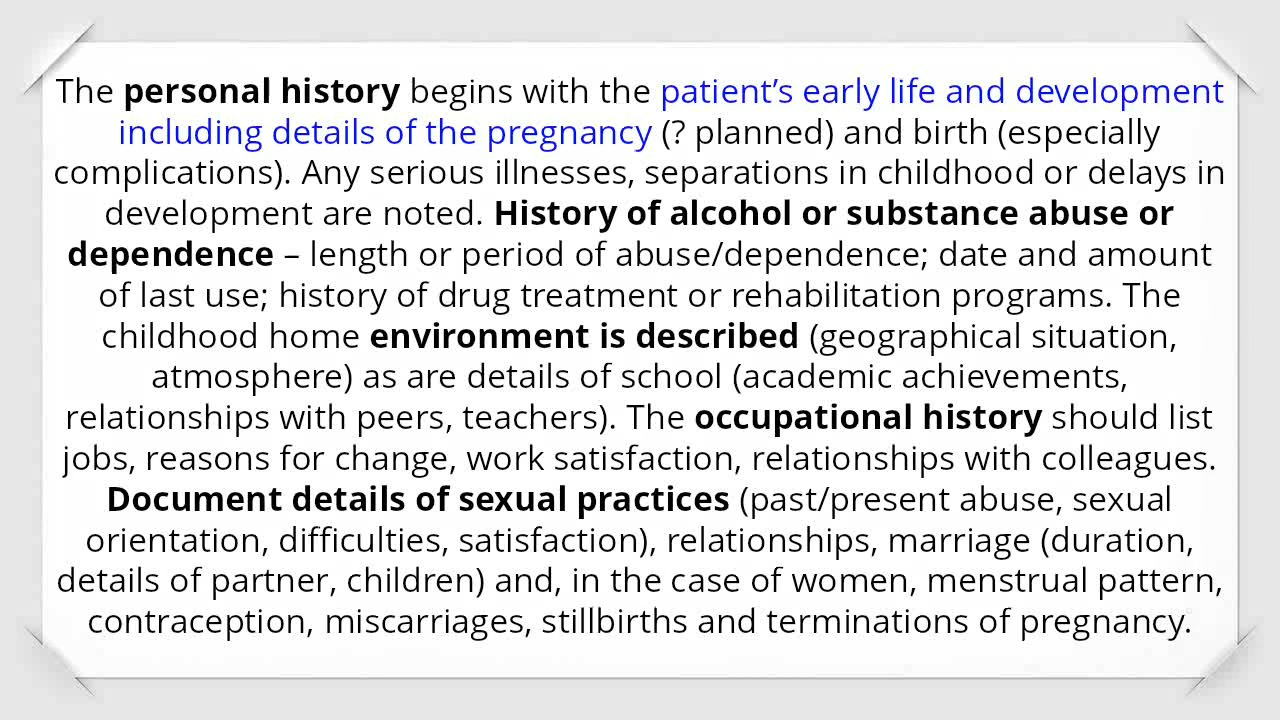 The personal history begins with the patient’s early life and development
including details of the pregnancy (? planned) and birth (especially
complications). Any serious illnesses, separations in childhood or delays in
development are noted. History of alcohol or substance abuse or
dependence – length or period of abuse/dependence; date and amount
of last use; history of drug treatment or rehabilitation programs. The
childhood home environment is described (geographical situation,
atmosphere) as are details of school (academic achievements,
relationships with peers, teachers). The occupational history should list
jobs, reasons for change, work satisfaction, relationships with colleagues.
Document details of sexual practices (past/present abuse, sexual
orientation, difficulties, satisfaction), relationships, marriage (duration,
details of partner, children) and, in the case of women, menstrual pattern,
contraception, miscarriages, stillbirths and terminations of pregnancy.